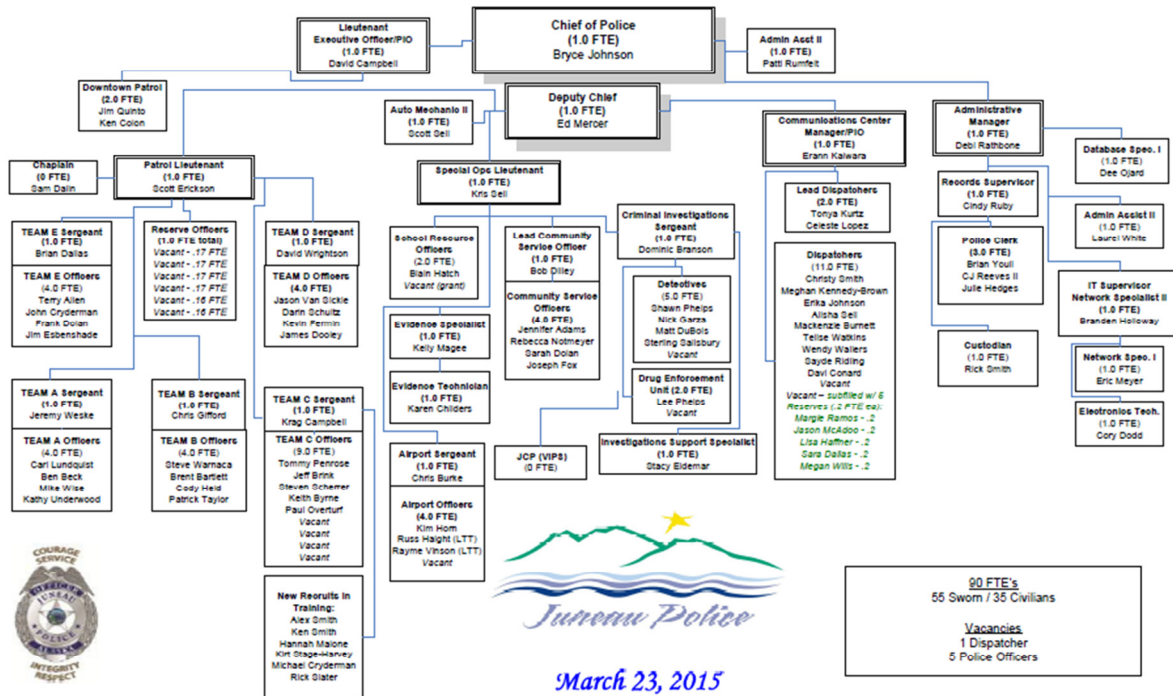 Lieutenant
Executive Officer/PIO
(1.0 FTE)
David Campbell
Chief of Police
(1.0 FTE)
Bryce Johnson
Admin Asst II
(1.0 FTE)
Patti Rumfelt
Downtown Patrol
(2.0 FTE)
Jim Quinto
Ken Colon
Auto Mechanic II
(1.0 FTE)
Scott Sell
Deputy Chief
(1.0 FTE)
Ed Mercer
Communications Center
Manager/PIO
(1.0 FTE)
Erann Kalwara
Administrative
Manager
(1.0 FTE)
Debi Rathbone
Database Spec. I
(1.0 FTE)
Dee Ojard
Chaplain
(0 FTE)
Sam Dalin
Patrol Lieutenant
(1.0 FTE)
Scott Erickson
Special Ops Lieutenant
(1.0 FTE)
Kris Sell
Lead Dispatchers
(2.0 FTE)
Tonya Kurtz
Celeste Lopez
Records Supervisor
(1.0 FTE)
Cindy Ruby
Admin Assist II
(1.0 FTE)
Laurel White
TEAM E Sergeant
(1.0 FTE)
Brian Dallas
TEAM E Officers
(4.0 FTE)
Terry Allen
John Cryderman
Frank Dolan
Jim Esbenshade
Reserve Officers
(1.0 FTE total)
Vacant - .17 FTE
Vacant - .17 FTE
Vacant - .17 FTE
Vacant - .17 FTE
Vacant - .16 FTE
Vacant - .16 FTE
TEAM D Sergeant
(1.0 FTE)
David Wrightson
TEAM D Officers
(4.0 FTE)
Jason Van Sickle
Darin Schultz
Kevin Fermin
James Dooley
School Resource
Officers
(2.0 FTE)
Blain Hatch
Vacant (grant)
Lead Community
Service Officer
(1.0 FTE)
Bob Dilley
Community Service
Officers
(4.0 FTE)
Jennifer Adams
Rebecca Notmeyer
Sarah Dolan
Joseph Fox
Criminal Investigations
Sergeant
(1.0 FTE)
Dominic Branson
Detectives
(5.0 FTE)
Shawn Phelps
Nick Garza
Matt DuBois
Sterling Salisbury
Vacant
Dispatchers
(11.0 FTE)
Christy Smith
Meghan Kennedy-Brown
Erika Johnson
Alisha Sell
Mackenzie Burnett
Telise Watkins
Wendy Wallers
Sayde Riding
Davi Conard
Vacant
Vacant – subfilled w/ 6
Reserves (.2 FTE ea):
Margie Ramos - .2
Jason McAdoo - .2
Lisa Haffner - .2
Sara Dallas - .2
Megan Wills - .2
Police Clerk
(3.0 FTE)
Brian Youll
CJ Reeves II
Julie Hedges
IT Supervisor
Network Specialist II
(1.0 FTE)
Branden Holloway
Custodian
(1.0 FTE)
Rick Smith
Network Spec. I
(1.0 FTE)
Eric Meyer
Electronics Tech.
(1.0 FTE)
Cory Dodd
Evidence Specialist
(1.0 FTE)
Kelly Magee
Evidence Technician
(1.0 FTE)
Karen Childers
Drug Enforcement
Unit (2.0 FTE)
Lee Phelps
Vacant
JCP (VIPS)
(0 FTE)
Investigations Support Specialist
(1.0 FTE)
Stacy Eldemar
TEAM A Sergeant
(1.0 FTE)
Jeremy Weske
TEAM A Officers
(4.0 FTE)
Carl Lundquist
Ben Beck
Mike Wise
Kathy Underwood
TEAM B Sergeant
(1.0 FTE)
Chris Gifford
TEAM B Officers
(4.0 FTE)
Steve Warnaca
Brent Bartlett
Cody Held
Patrick Taylor
TEAM C Sergeant
(1.0 FTE)
Krag Campbell
TEAM C Officers
(9.0 FTE)
Tommy Penrose
Jeff Brink
Steven Scherrer
Keith Byrne
Paul Overturf
Vacant
Vacant
Vacant
Vacant
Airport Sergeant
(1.0 FTE)
Chris Burke
Airport Officers
(4.0 FTE)
Kim Horn
Russ Haight (LTT)
Rayme Vinson (LTT)
Vacant
New Recruits in
Training:
Alex Smith
Ken Smith
Hannah Malone
Kirt Stage-Harvey
Michael Cryderman
Rick Slater
COURAGE
SERVICE
OFFICER
JUNEAU
POLICE
ALASKA
INTEGRITY
RESPECT
Juneau Police
March 23, 2015
90 FTE's
55 Sworn / 35 Civilians
Vacancies
1 Dispatcher
5 Police Officers